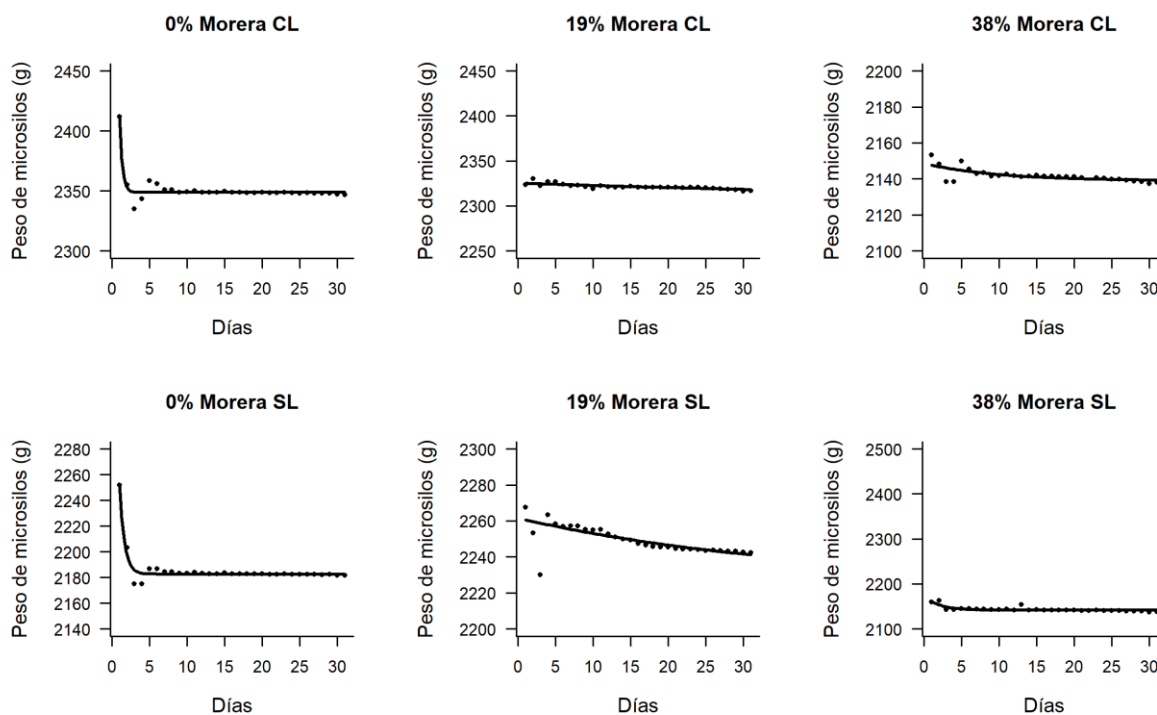 0% Morera CL
Peso de microsilos (g)
2450
2400
2350
2300
0 5 10 15 20 25 30
Días
19% Morera CL
Peso de microsilos (g)
2450
2400
2350
2300
2250
0 5 10 15 20 25 30
Días
38% Morera CL
Peso de microsilos (g)
2200
2180
2160
2140
2120
2100
0 5 10 15 20 25 30
Días
0% Morera SL
Peso de microsilos (g)
2280
2260
2240
2220
2200
2180
2160
2140
0 5 10 15 20 25 30
Días
19% Morera SL
Peso de microsilos (g)
2300
2280
2260
2240
2220
2200
0 5 10 15 20 25 30
Días
38% Morera SL
Peso de microsilos (g)
2500
2400
2300
2200
2100
0 5 10 15 20 25 30
Días